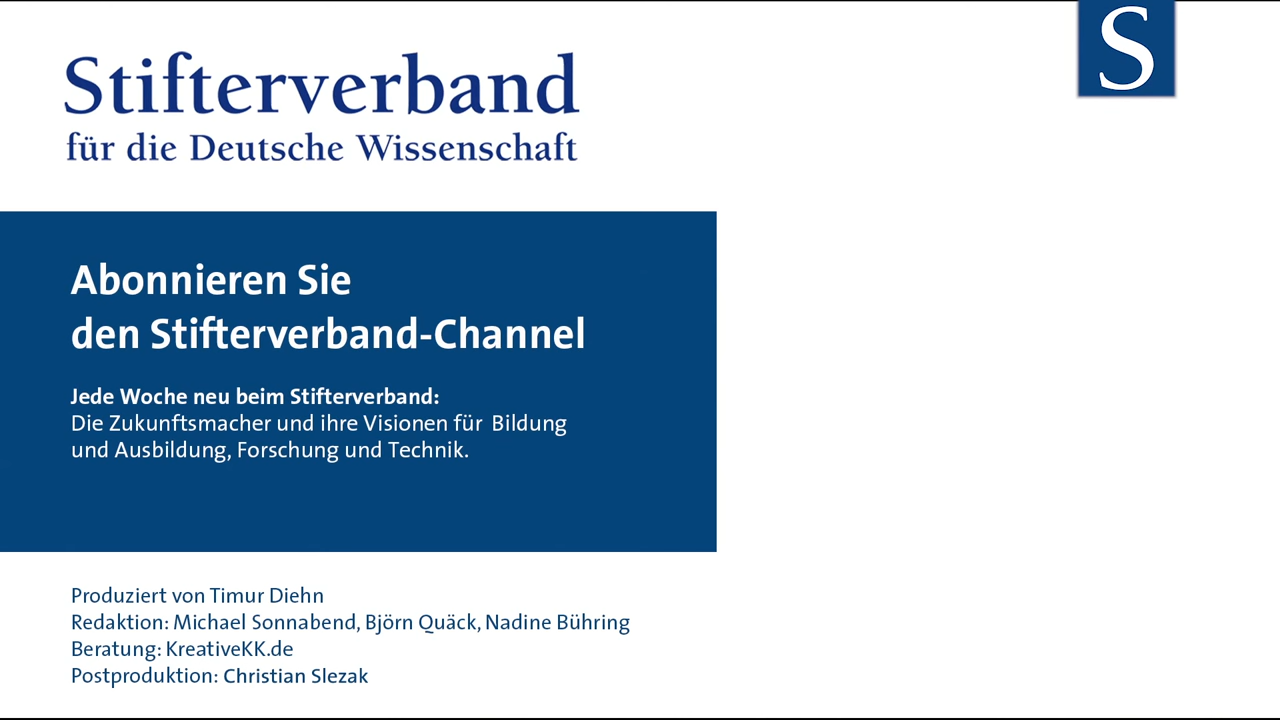 Stifterverband
für die Deutsche Wissenschaft
S
Abonnieren Sie
den Stifterverband-Channel
Jede Woche neu beim Stifterverband:
Die Zukunftsmacher und ihre Visionen für Bildung
und Ausbildung, Forschung und Technik.
Produziert von Timur Diehn
Redaktion: Michael Sonnabend, Björn Quäck, Nadine Bühring
Beratung: KreativeKK.de
Postproduktion: Christian Slezak